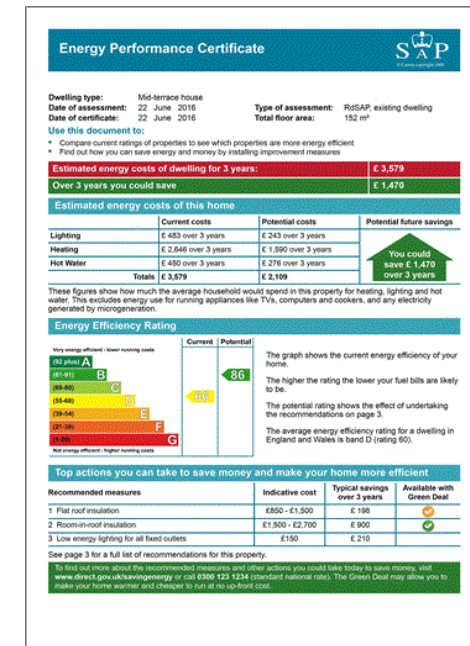 Energy Performance Certificate
SAP
© Crown copyright 2009
Dwelling type: Mid-terrace house
Date of assessment: 22 June 2016 Type of assessment: RdSAP, existing dwelling
Date of certificate: 22 June 2016 Total floor area: 152 m²
Use this document to:
• Compare current ratings of properties to see which properties are more energy efficient
• Find out how you can save energy and money by installing improvement measures
Estimated energy costs of dwelling for 3 years: £ 3,579
Over 3 years you could save £ 1,470
Estimated energy costs of this home
Current costs Potential costs Potential future savings
Lighting £ 483 over 3 years £ 243 over 3 years
Heating £ 2,646 over 3 years £ 1,590 over 3 years
Hot Water £ 450 over 3 years £ 276 over 3 years
Totals £ 3,579 £ 2,109
You could
save £ 1,470
over 3 years
These figures show how much the average household would spend in this property for heating, lighting and hot
water. This excludes energy use for running appliances like TVs, computers and cookers, and any electricity
generated by microgeneration.
Energy Efficiency Rating
Current Potential
Very energy efficient - lower running costs
(92 plus) A
(81-91) B
(69-80) C
(55-68) D
(39-54) E
(21-38) F
(1-20) G
Not energy efficient - higher running costs
66
86
The graph shows the current energy efficiency of your
home.
The higher the rating the lower your fuel bills are likely
to be.
The potential rating shows the effect of undertaking
the recommendations on page 3.
The average energy efficiency rating for a dwelling in
England and Wales is band D (rating 60).
Top actions you can take to save money and make your home more efficient
Recommended measures Indicative cost Typical savings over 3 years Available with Green Deal
1 Flat roof insulation £850 - £1,500 £ 198
2 Room-in-roof insulation £1,500 - £2,700 £ 900
3 Low energy lighting for all fixed outlets £150 £ 210
See page 3 for a full list of recommendations for this property.
To find out more about the recommended measures and other actions you could take today to save money, visit
www.direct.gov.uk/savingenergy or call 0300 123 1234 (standard national rate). The Green Deal may allow you to
make your home warmer and cheaper to run at no up-front cost.